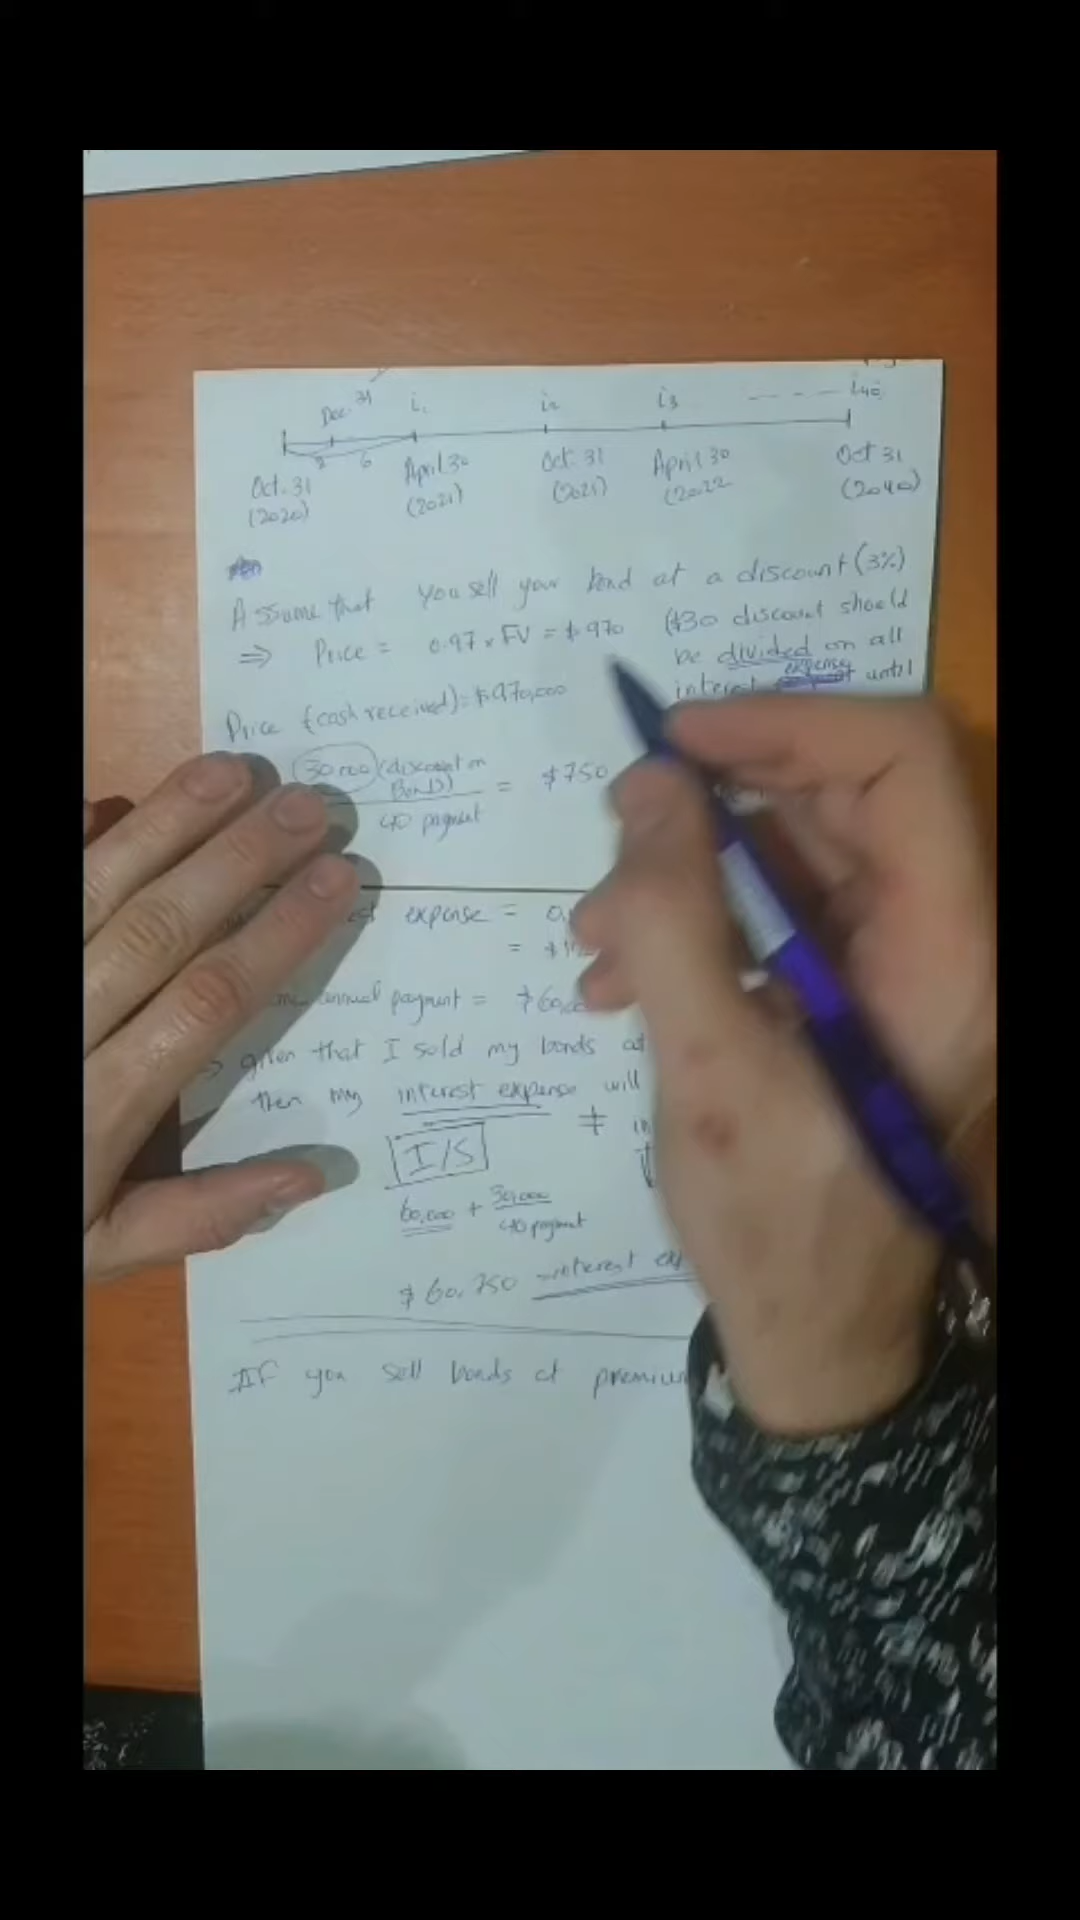 Dec. 31 i₁ i₂ i₃ - - - - - i₄₀
2 6
Oct. 31 April 30 Oct. 31 April 30 Oct 31
(2020) (2021) (2021) (2022 (2040)
Assume that you sell your bond at a discount (3%)
⇒ Price = 0.97 x FV = $970 ($30 discount should
be divided on all
interest expense until
Price (cash received) = $970,000
30 000 (discount on
Bonds) = $750
40 payment
expense = 0.
= $
annual payment = $60,
given that I sold my bonds at
then my interest expense will
≠
I/S
60,000 + 30,000
40 payment
$60,750 interest
If you sell bonds at premium